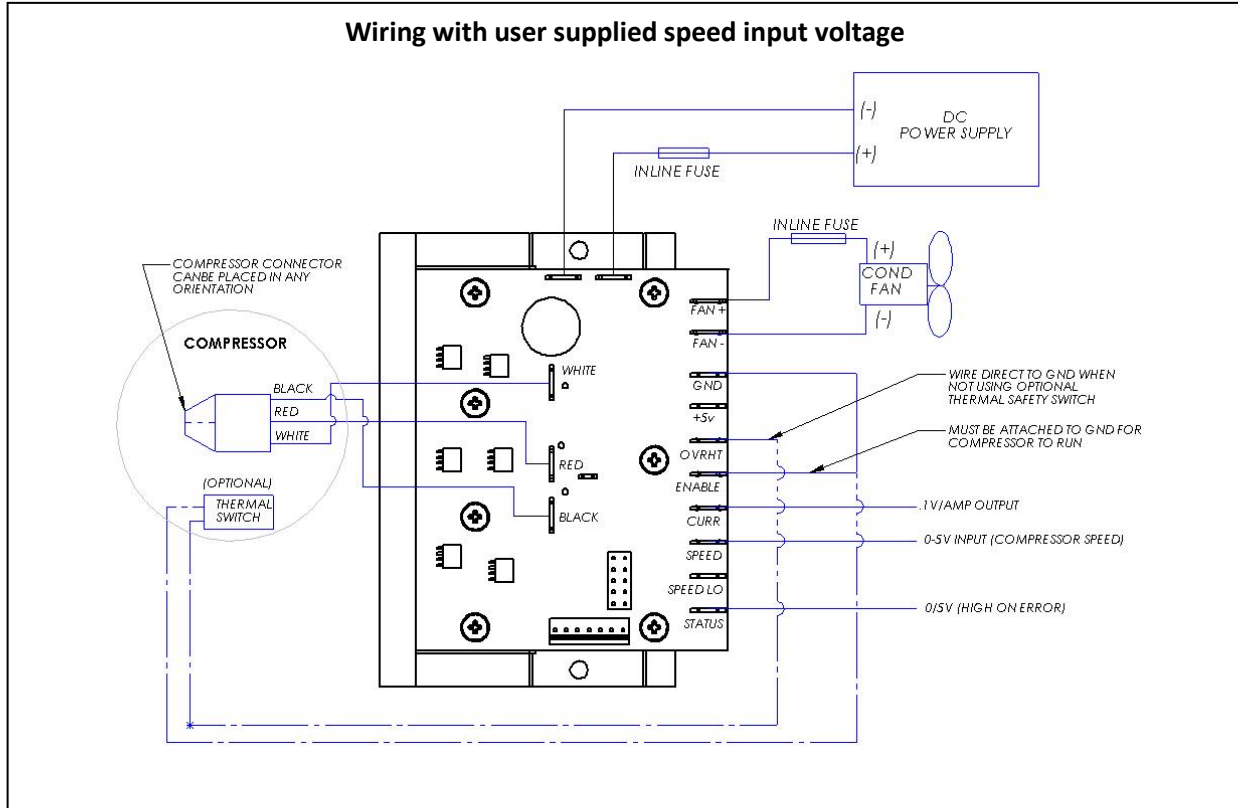 Wiring with user supplied speed input voltage
(-)
DC
POWER SUPPLY
(+)
INLINE FUSE
INLINE FUSE
(+)
COND
FAN
(-)
COMPRESSOR CONNECTOR
CANBE PLACED IN ANY
ORIENTATION
COMPRESSOR
BLACK
RED
WHITE
(OPTIONAL)
THERMAL
SWITCH
WHITE
RED
BLACK
FAN +
FAN -
GND
+5v
OVRHT
ENABLE
CURR
SPEED
SPEED LO
STATUS
WIRE DIRECT TO GND WHEN
NOT USING OPTIONAL
THERMAL SAFETY SWITCH
MUST BE ATTACHED TO GND FOR
COMPRESSOR TO RUN
.1V/AMP OUTPUT
0-5V INPUT (COMPRESSOR SPEED)
0/5V (HIGH ON ERROR)